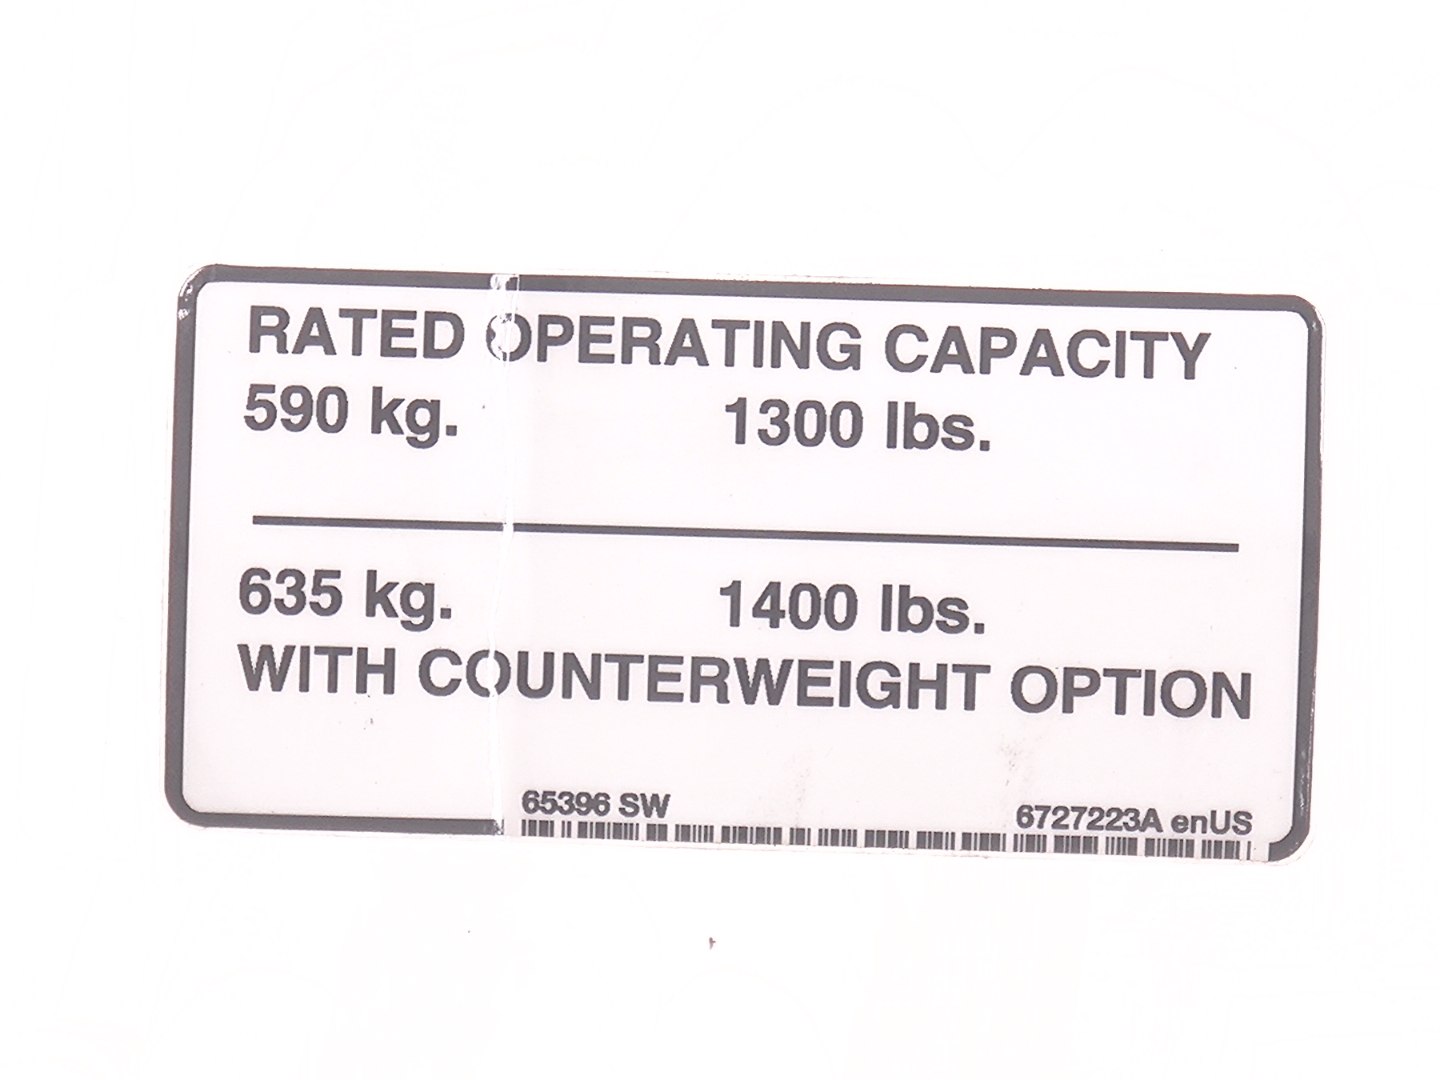 RATED OPERATING CAPACITY
590 kg. 1300 lbs.
635 kg. 1400 lbs.
WITH COUNTERWEIGHT OPTION
65396 SW 6727223A enUS